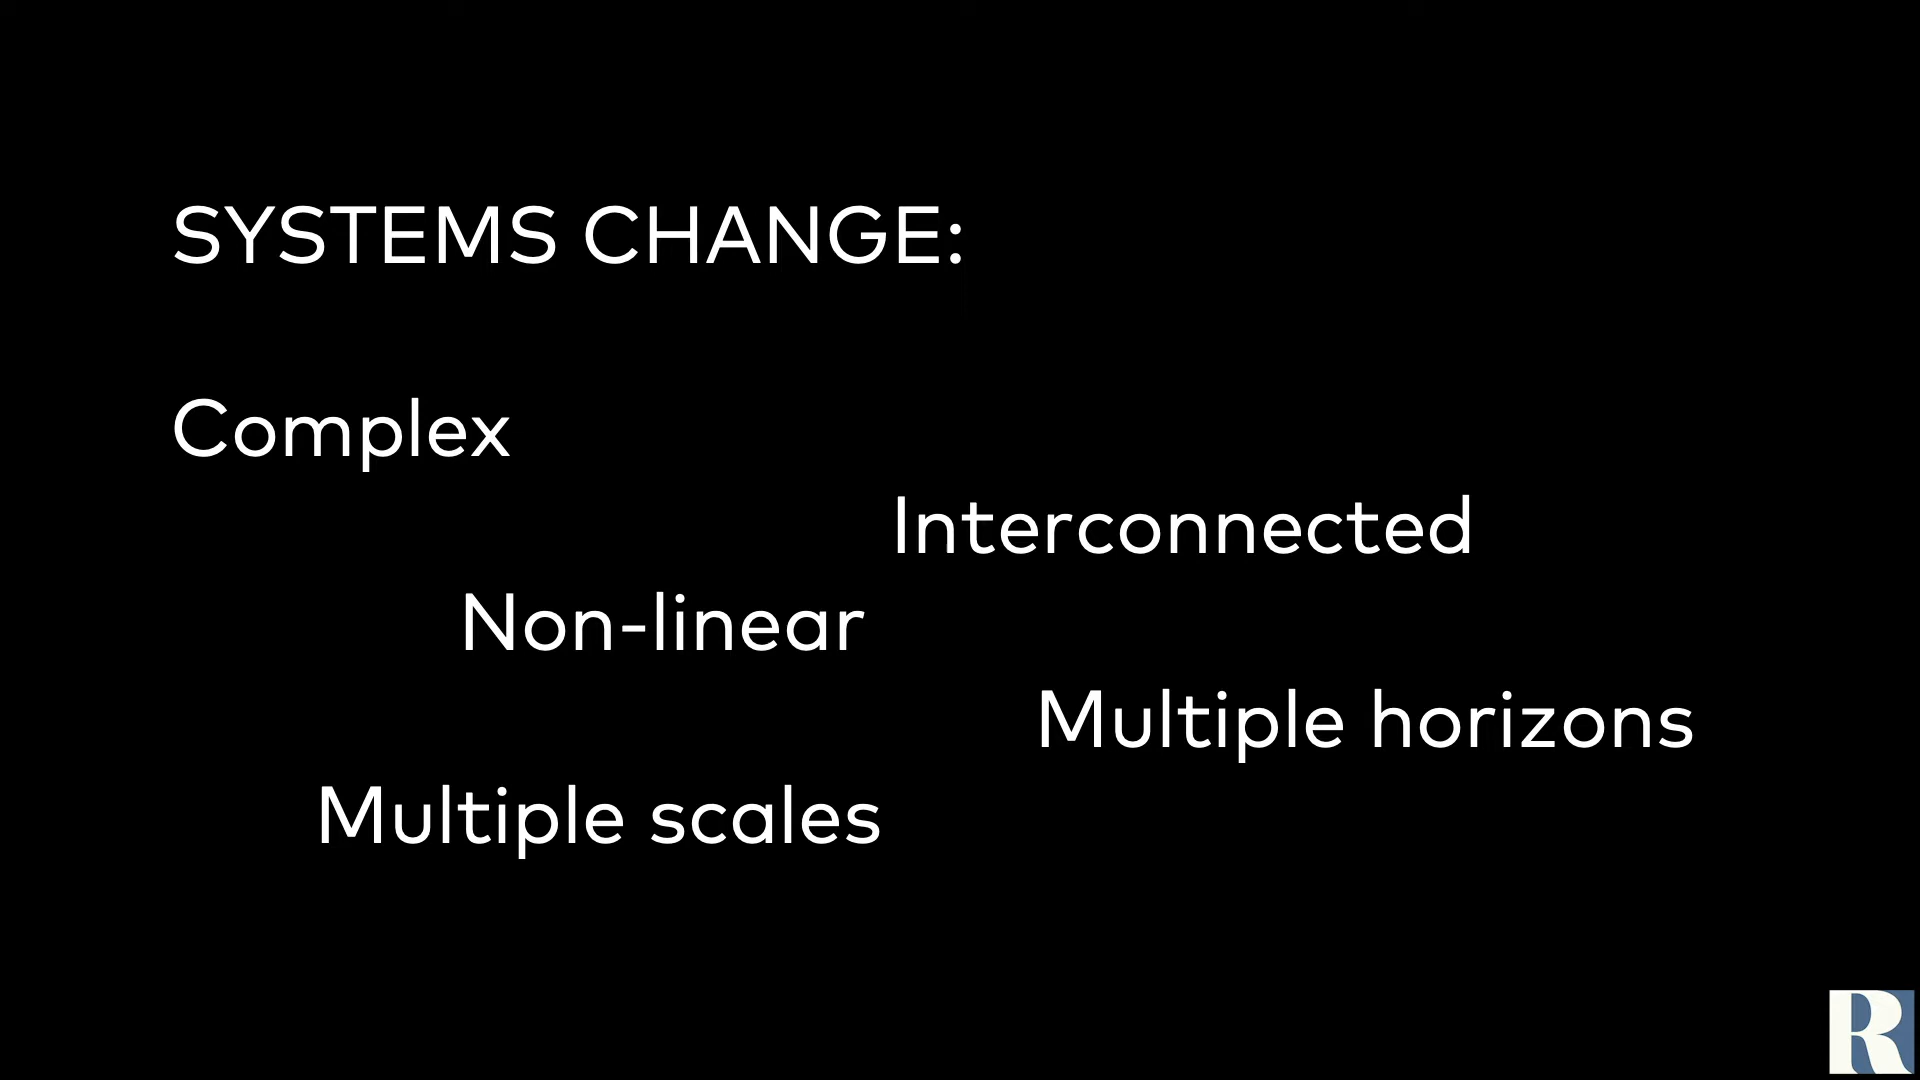 SYSTEMS CHANGE:
Complex
Interconnected
Non-linear
Multiple horizons
Multiple scales
R